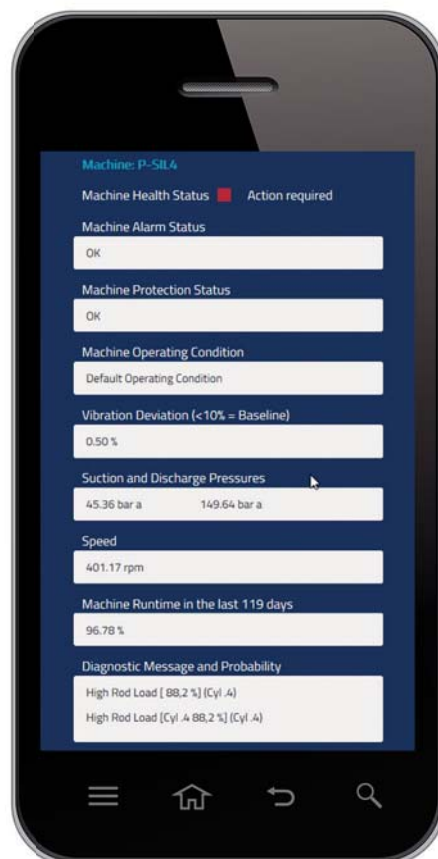 Machine: P-SIL4
Machine Health Status Action required
Machine Alarm Status
OK
Machine Protection Status
OK
Machine Operating Condition
Default Operating Condition
Vibration Deviation (<10% = Baseline)
0.50 %
Suction and Discharge Pressures
45.36 bar a 149.64 bar a
Speed
401.17 rpm
Machine Runtime in the last 119 days
96.78 %
Diagnostic Message and Probability
High Rod Load [ 88,2 %] (Cyl .4)
High Rod Load [Cyl .4 88,2 %] (Cyl .4)